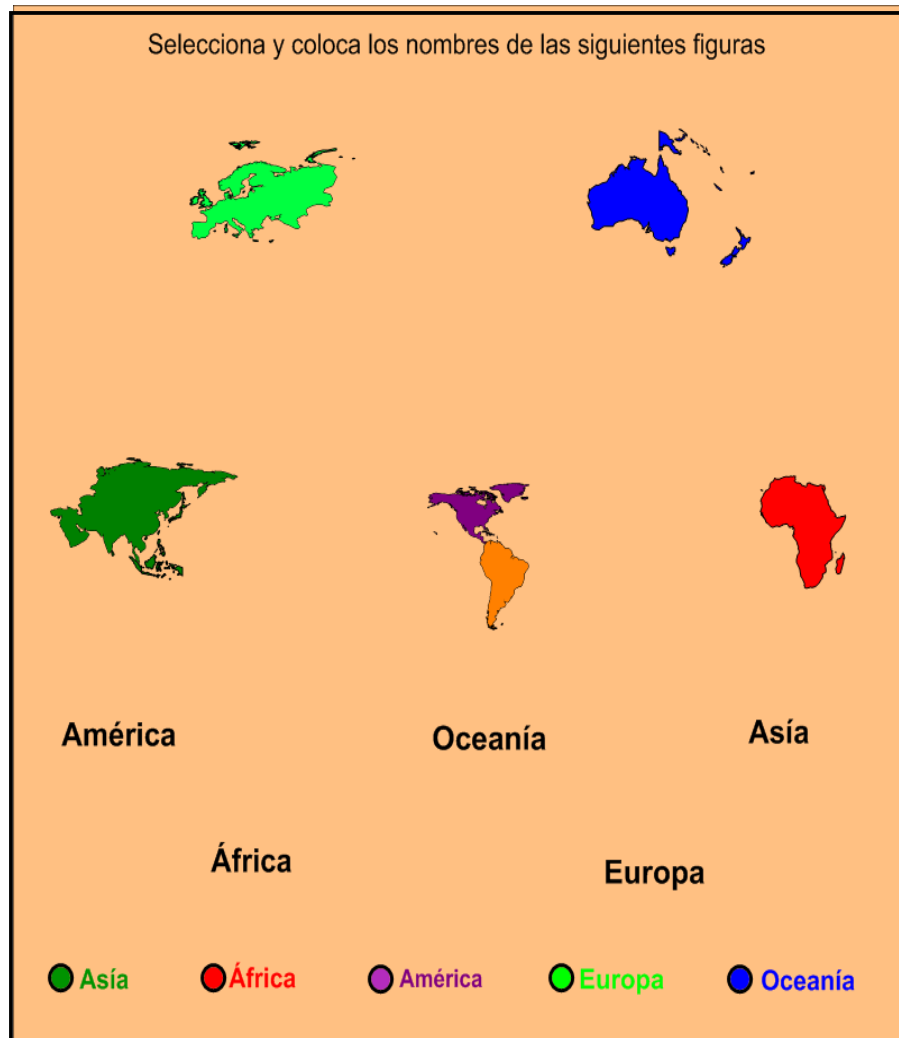 Selecciona y coloca los nombres de las siguientes figuras
América Oceanía Asía
África Europa
Asía África América Europa Oceanía